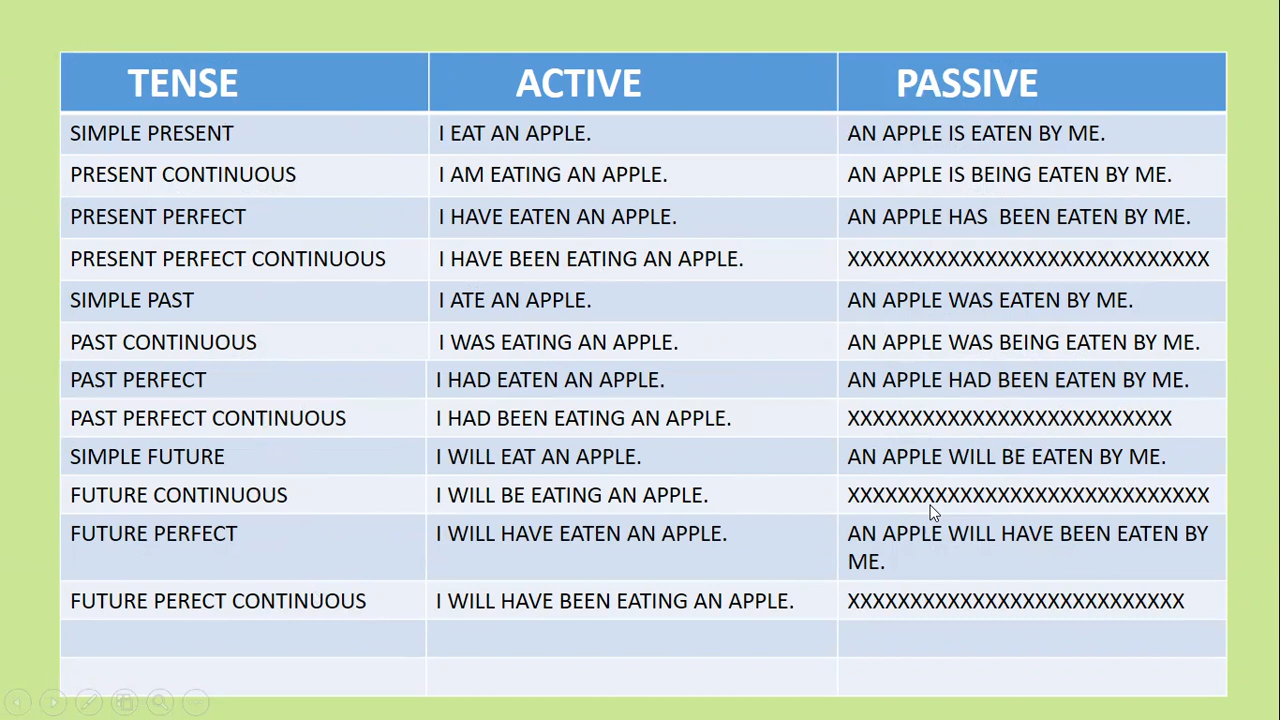 TENSE ACTIVE PASSIVE
SIMPLE PRESENT I EAT AN APPLE. AN APPLE IS EATEN BY ME.
PRESENT CONTINUOUS I AM EATING AN APPLE. AN APPLE IS BEING EATEN BY ME.
PRESENT PERFECT I HAVE EATEN AN APPLE. AN APPLE HAS  BEEN EATEN BY ME.
PRESENT PERFECT CONTINUOUS I HAVE BEEN EATING AN APPLE. XXXXXXXXXXXXXXXXXXXXXXXXXXXXX
SIMPLE PAST I ATE AN APPLE. AN APPLE WAS EATEN BY ME.
PAST CONTINUOUS I WAS EATING AN APPLE. AN APPLE WAS BEING EATEN BY ME.
PAST PERFECT I HAD EATEN AN APPLE. AN APPLE HAD BEEN EATEN BY ME.
PAST PERFECT CONTINUOUS I HAD BEEN EATING AN APPLE. XXXXXXXXXXXXXXXXXXXXXXXXXX
SIMPLE FUTURE I WILL EAT AN APPLE. AN APPLE WILL BE EATEN BY ME.
FUTURE CONTINUOUS I WILL BE EATING AN APPLE. XXXXXXXXXXXXXXXXXXXXXXXXXXXXX
FUTURE PERFECT I WILL HAVE EATEN AN APPLE. AN APPLE WILL HAVE BEEN EATEN BY
ME.
FUTURE PERECT CONTINUOUS I WILL HAVE BEEN EATING AN APPLE. XXXXXXXXXXXXXXXXXXXXXXXXXXX